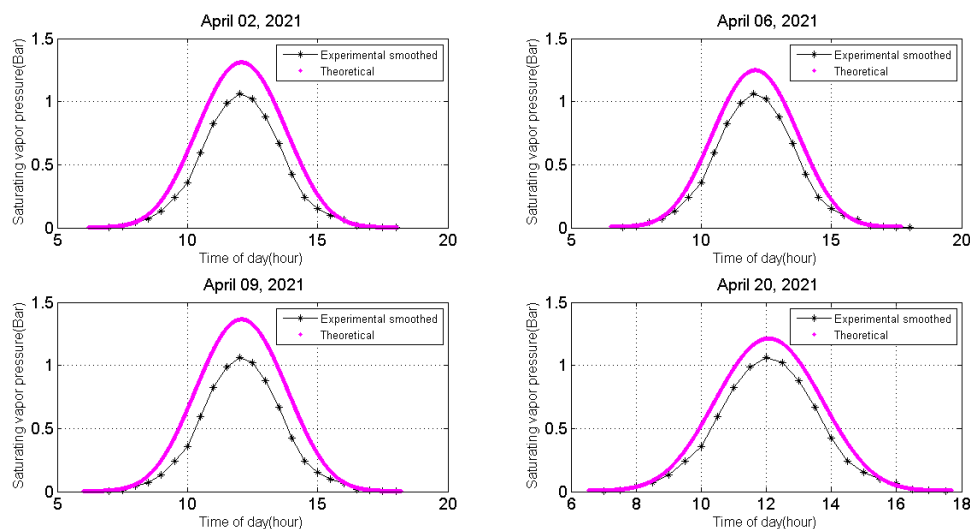 April 02, 2021
Saturating vapor pressure(Bar)
1.5
1
0.5
0
5
10
15
20
Time of day(hour)
Experimental smoothed
Theoretical
April 06, 2021
Saturating vapor pressure(Bar)
1.5
1
0.5
0
5
10
15
20
Time of day(hour)
Experimental smoothed
Theoretical
April 09, 2021
Saturating vapor pressure(Bar)
1.5
1
0.5
0
5
10
15
20
Time of day(hour)
Experimental smoothed
Theoretical
April 20, 2021
Saturating vapor pressure(Bar)
1.5
1
0.5
0
6
8
10
12
14
16
18
Time of day(hour)
Experimental smoothed
Theoretical